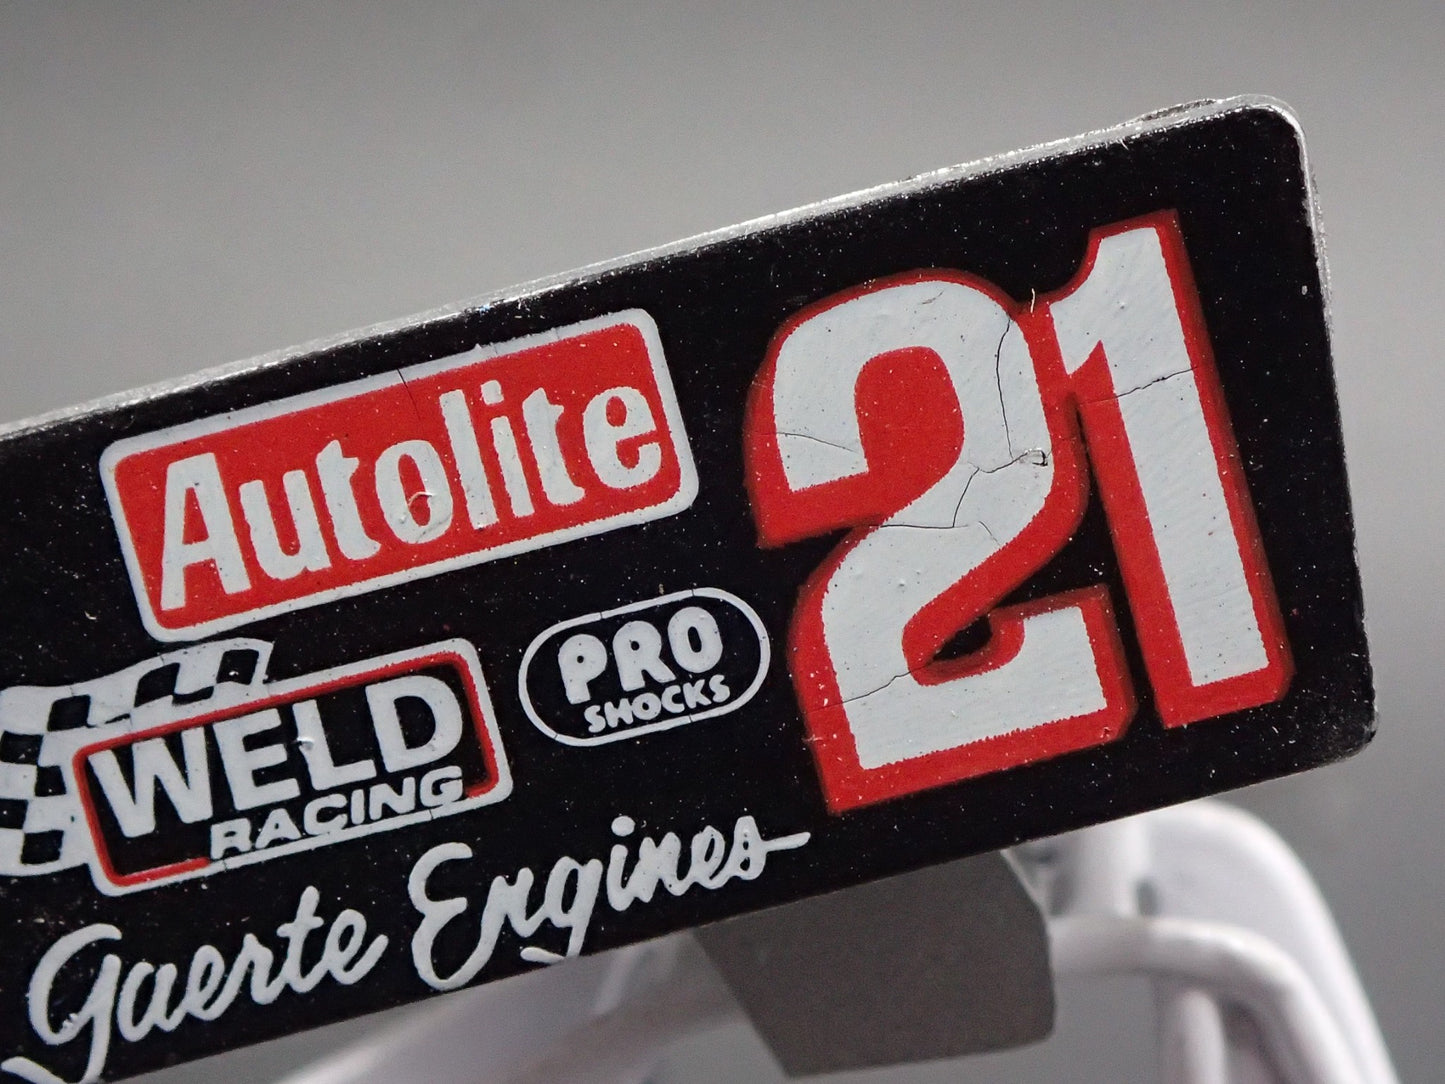 Autolite
21
PRO
SHOCKS
WELD
RACING
Gaerte Engines